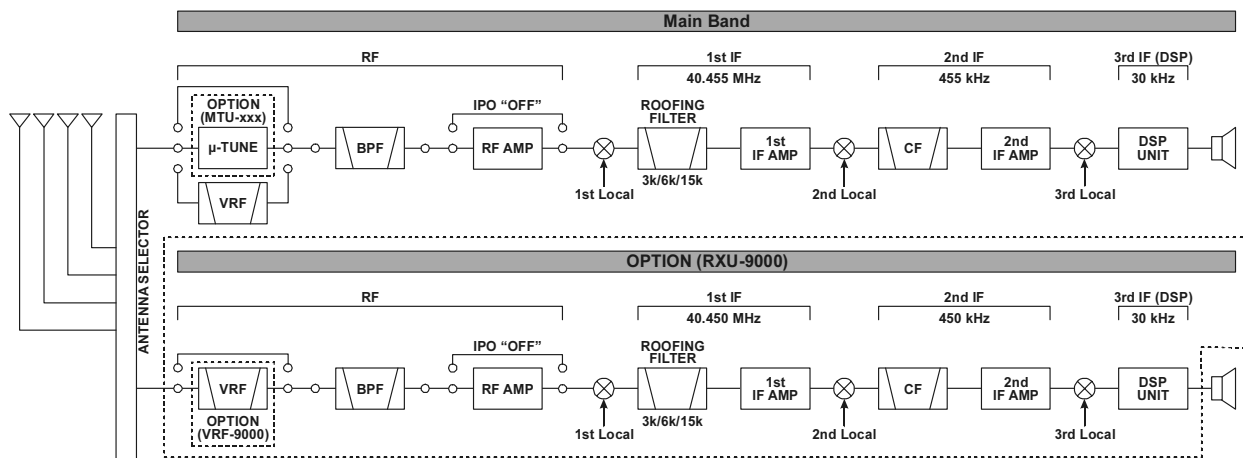 Main Band
RF
1st IF
40.455 MHz
2nd IF
455 kHz
3rd IF (DSP)
30 kHz
OPTION
(MTU-xxx)
µ-TUNE
VRF
BPF
IPO “OFF”
RF AMP
1st Local
ROOFING
FILTER
3k/6k/15k
1st
IF AMP
2nd Local
CF
2nd
IF AMP
3rd Local
DSP
UNIT
ANTENNA SELECTOR
OPTION (RXU-9000)
RF
1st IF
40.450 MHz
2nd IF
450 kHz
3rd IF (DSP)
30 kHz
VRF
OPTION
(VRF-9000)
BPF
IPO “OFF”
RF AMP
1st Local
ROOFING
FILTER
3k/6k/15k
1st
IF AMP
2nd Local
CF
2nd
IF AMP
3rd Local
DSP
UNIT